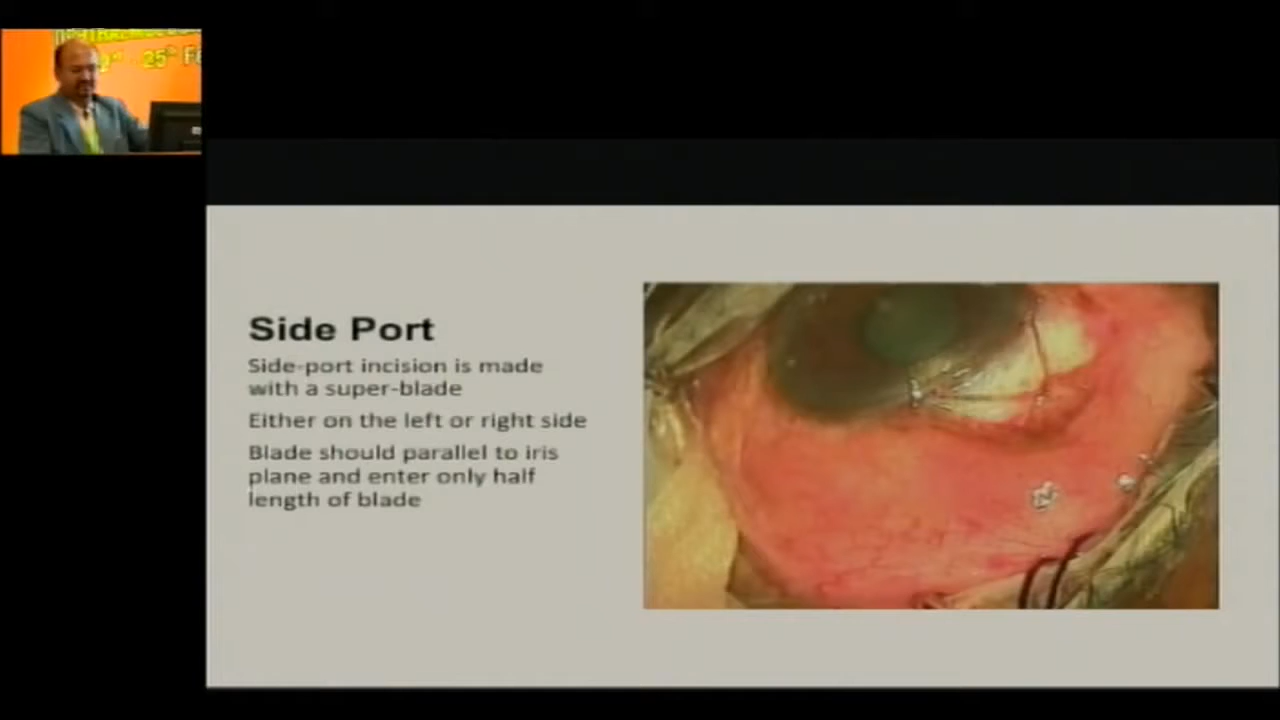 25th
Side Port
Side-port incision is made
with a super-blade
Either on the left or right side
Blade should parallel to iris
plane and enter only half
length of blade